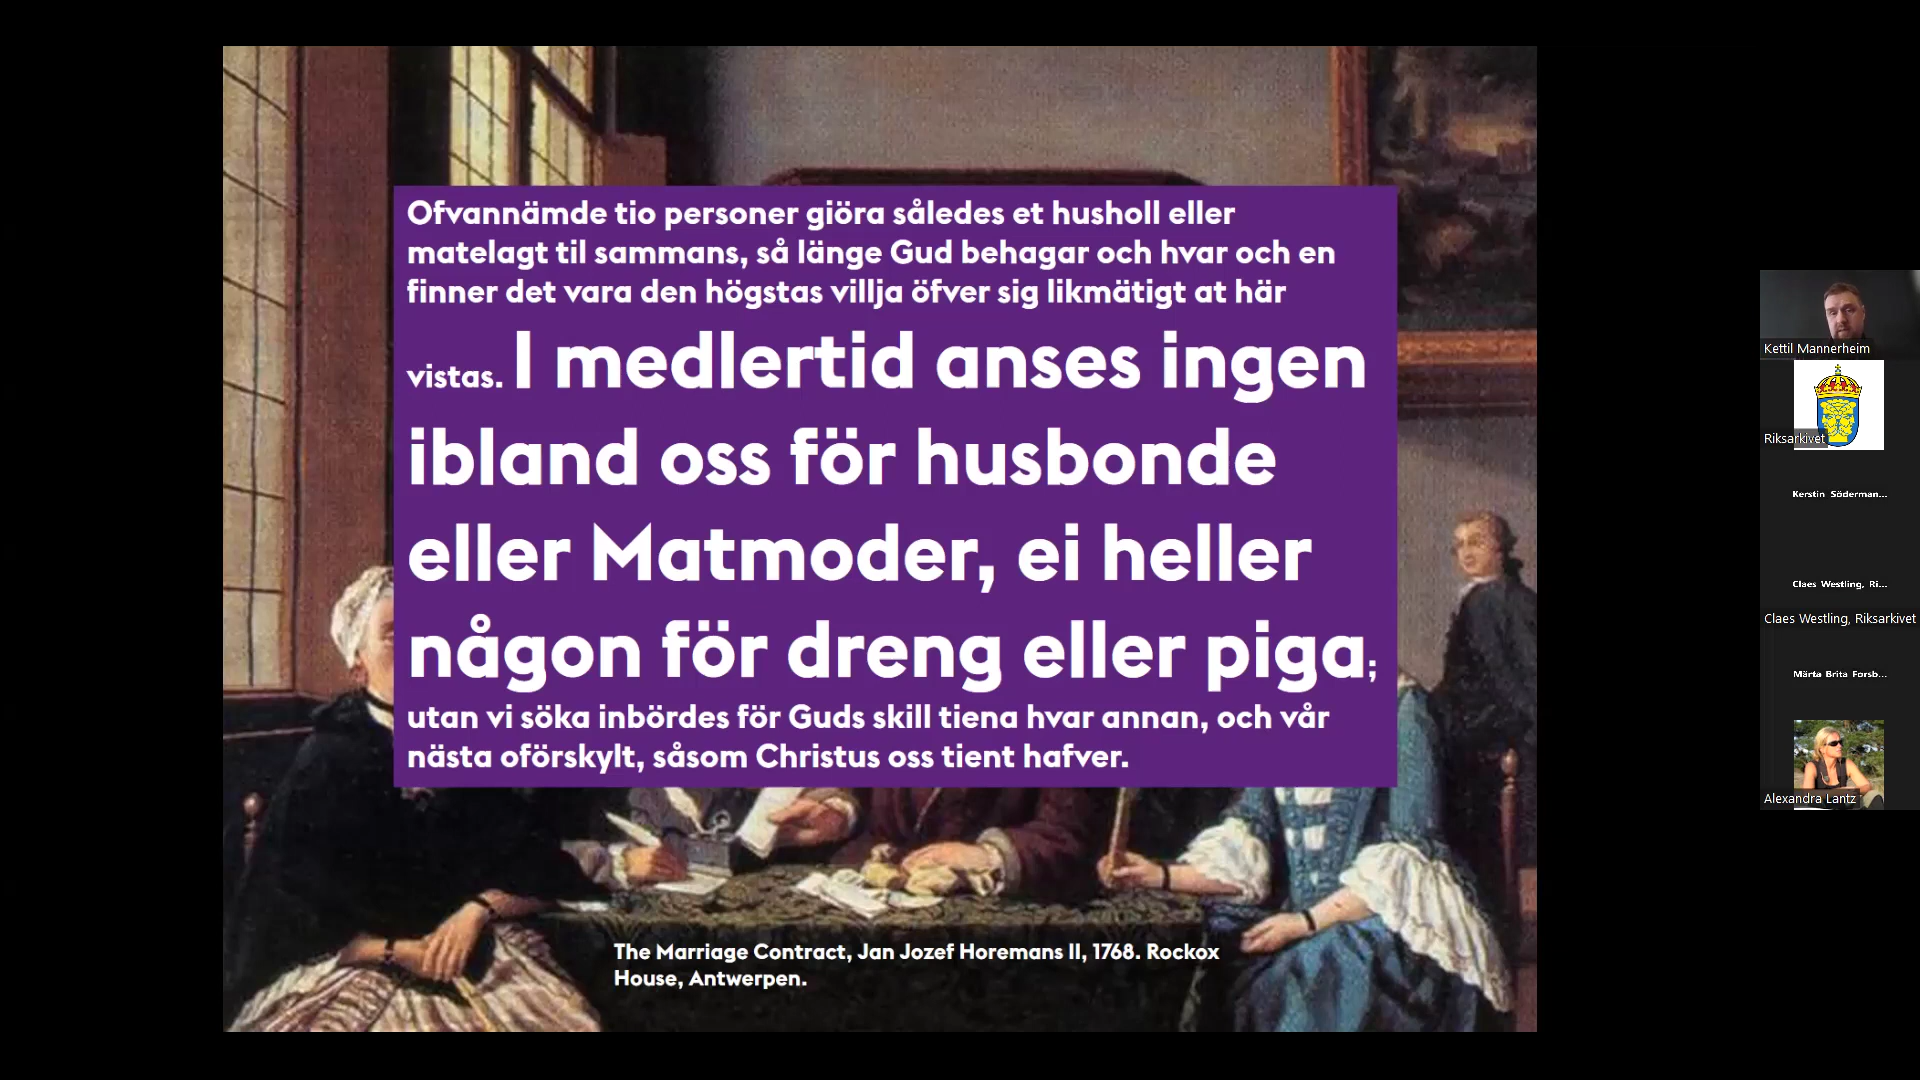 Ofvannämde tio personer giöra således et husholl eller
matelagt til sammans, så länge Gud behagar och hvar och en
finner det vara den högstas villja öfver sig likmätigt at här
vistas. I medlertid anses ingen
ibland oss för husbonde
eller Matmoder, ei heller
någon för dreng eller piga;
utan vi söka inbördes för Guds skill tiena hvar annan, och vår
nästa oförskylt, såsom Christus oss tient hafver.
The Marriage Contract, Jan Jozef Horemans II, 1768. Rockox
House, Antwerpen.
Kettil Mannerheim
Riksarkivet
Kerstin Söderman...
Claes Westling, Ri...
Claes Westling, Riksarkivet
Märta Brita Forsb...
Alexandra Lantz